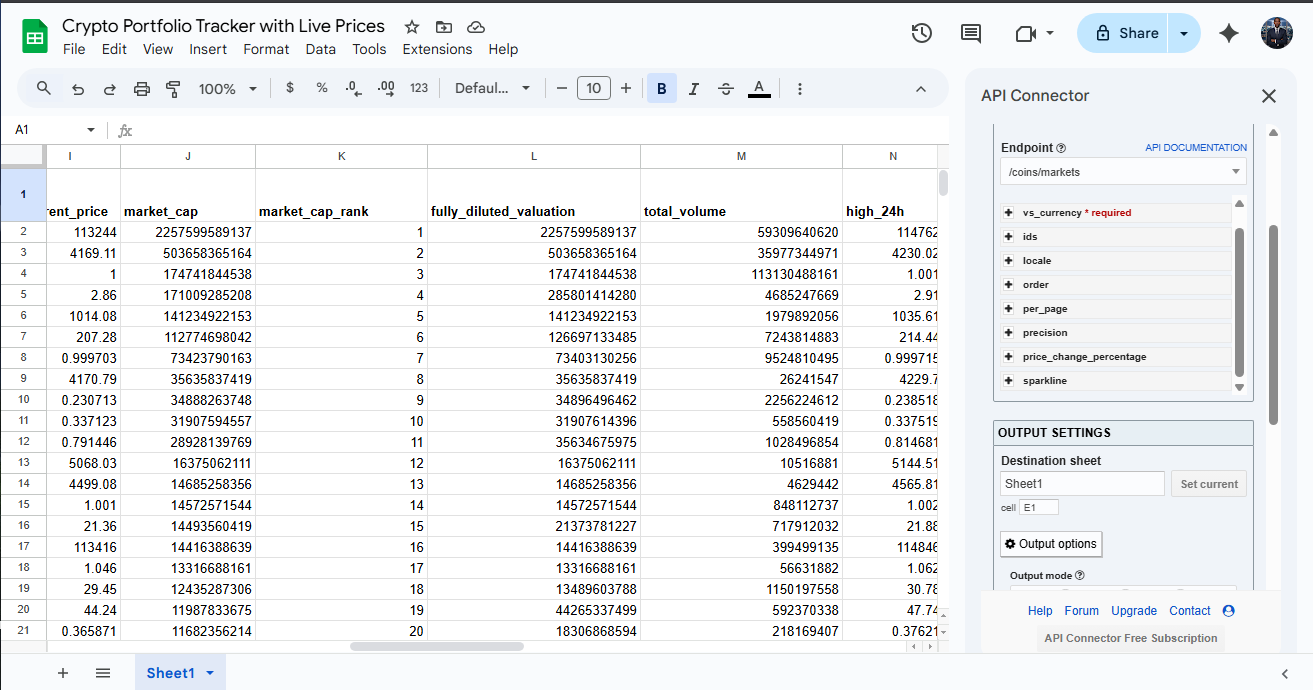 Crypto Portfolio Tracker with Live Prices
File Edit View Insert Format Data Tools Extensions Help
Share
100% $ % .0 .00 123 Defaul... 10 B I S A
A1 fx
I J K L M N
1 rent_price market_cap market_cap_rank fully_diluted_valuation total_volume high_24h
2 113244 2257599589137 1 2257599589137 59309640620 114762
3 4169.11 503658365164 2 503658365164 35977344971 4230.02
4 1 174741844538 3 174741844538 113130488161 1.001
5 2.86 171009285208 4 285801414280 4685247669 2.91
6 1014.08 141234922153 5 141234922153 1979892056 1035.61
7 207.28 112774698042 6 126697133485 7243814883 214.44
8 0.999703 73423790163 7 73403130256 9524810495 0.999715
9 4170.79 35635837419 8 35635837419 26241547 4229.7
10 0.230713 34888263748 9 34896496462 2256224612 0.238518
11 0.337123 31907594557 10 31907614396 558560419 0.337519
12 0.791446 28928139769 11 35634675975 1028496854 0.814681
13 5068.03 16375062111 12 16375062111 10516881 5144.51
14 4499.08 14685258356 13 14685258356 4629442 4565.81
15 1.001 14572571544 14 14572571544 848112737 1.002
16 21.36 14493560419 15 21373781227 717912032 21.88
17 113416 14416388639 16 14416388639 399499135 114846
18 1.046 13316688161 17 13316688161 56631882 1.062
19 29.45 12435287306 18 13489603788 1150197558 30.78
20 44.24 11987833675 19 44265337499 592370338 47.74
21 0.365871 11682356214 20 18306868594 218169407 0.37621
Sheet1
API Connector
Endpoint API DOCUMENTATION
/coins/markets
vs_currency * required
ids
locale
order
per_page
precision
price_change_percentage
sparkline
OUTPUT SETTINGS
Destination sheet
Sheet1 Set current
cell E1
Output options
Output mode
Help Forum Upgrade Contact
API Connector Free Subscription